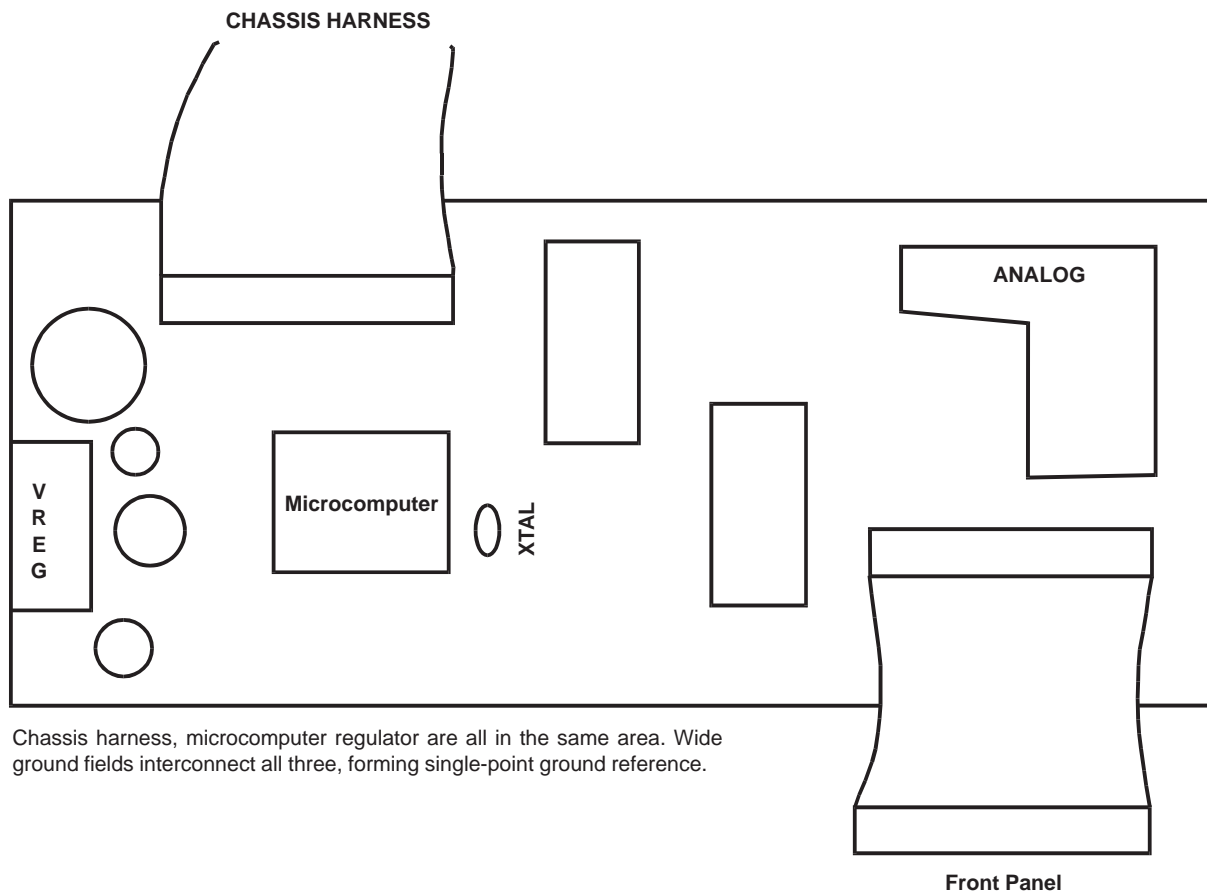 CHASSIS HARNESS
ANALOG
VREG
Microcomputer
XTAL
Chassis harness, microcomputer regulator are all in the same area. Wide
ground fields interconnect all three, forming single-point ground reference.
Front Panel